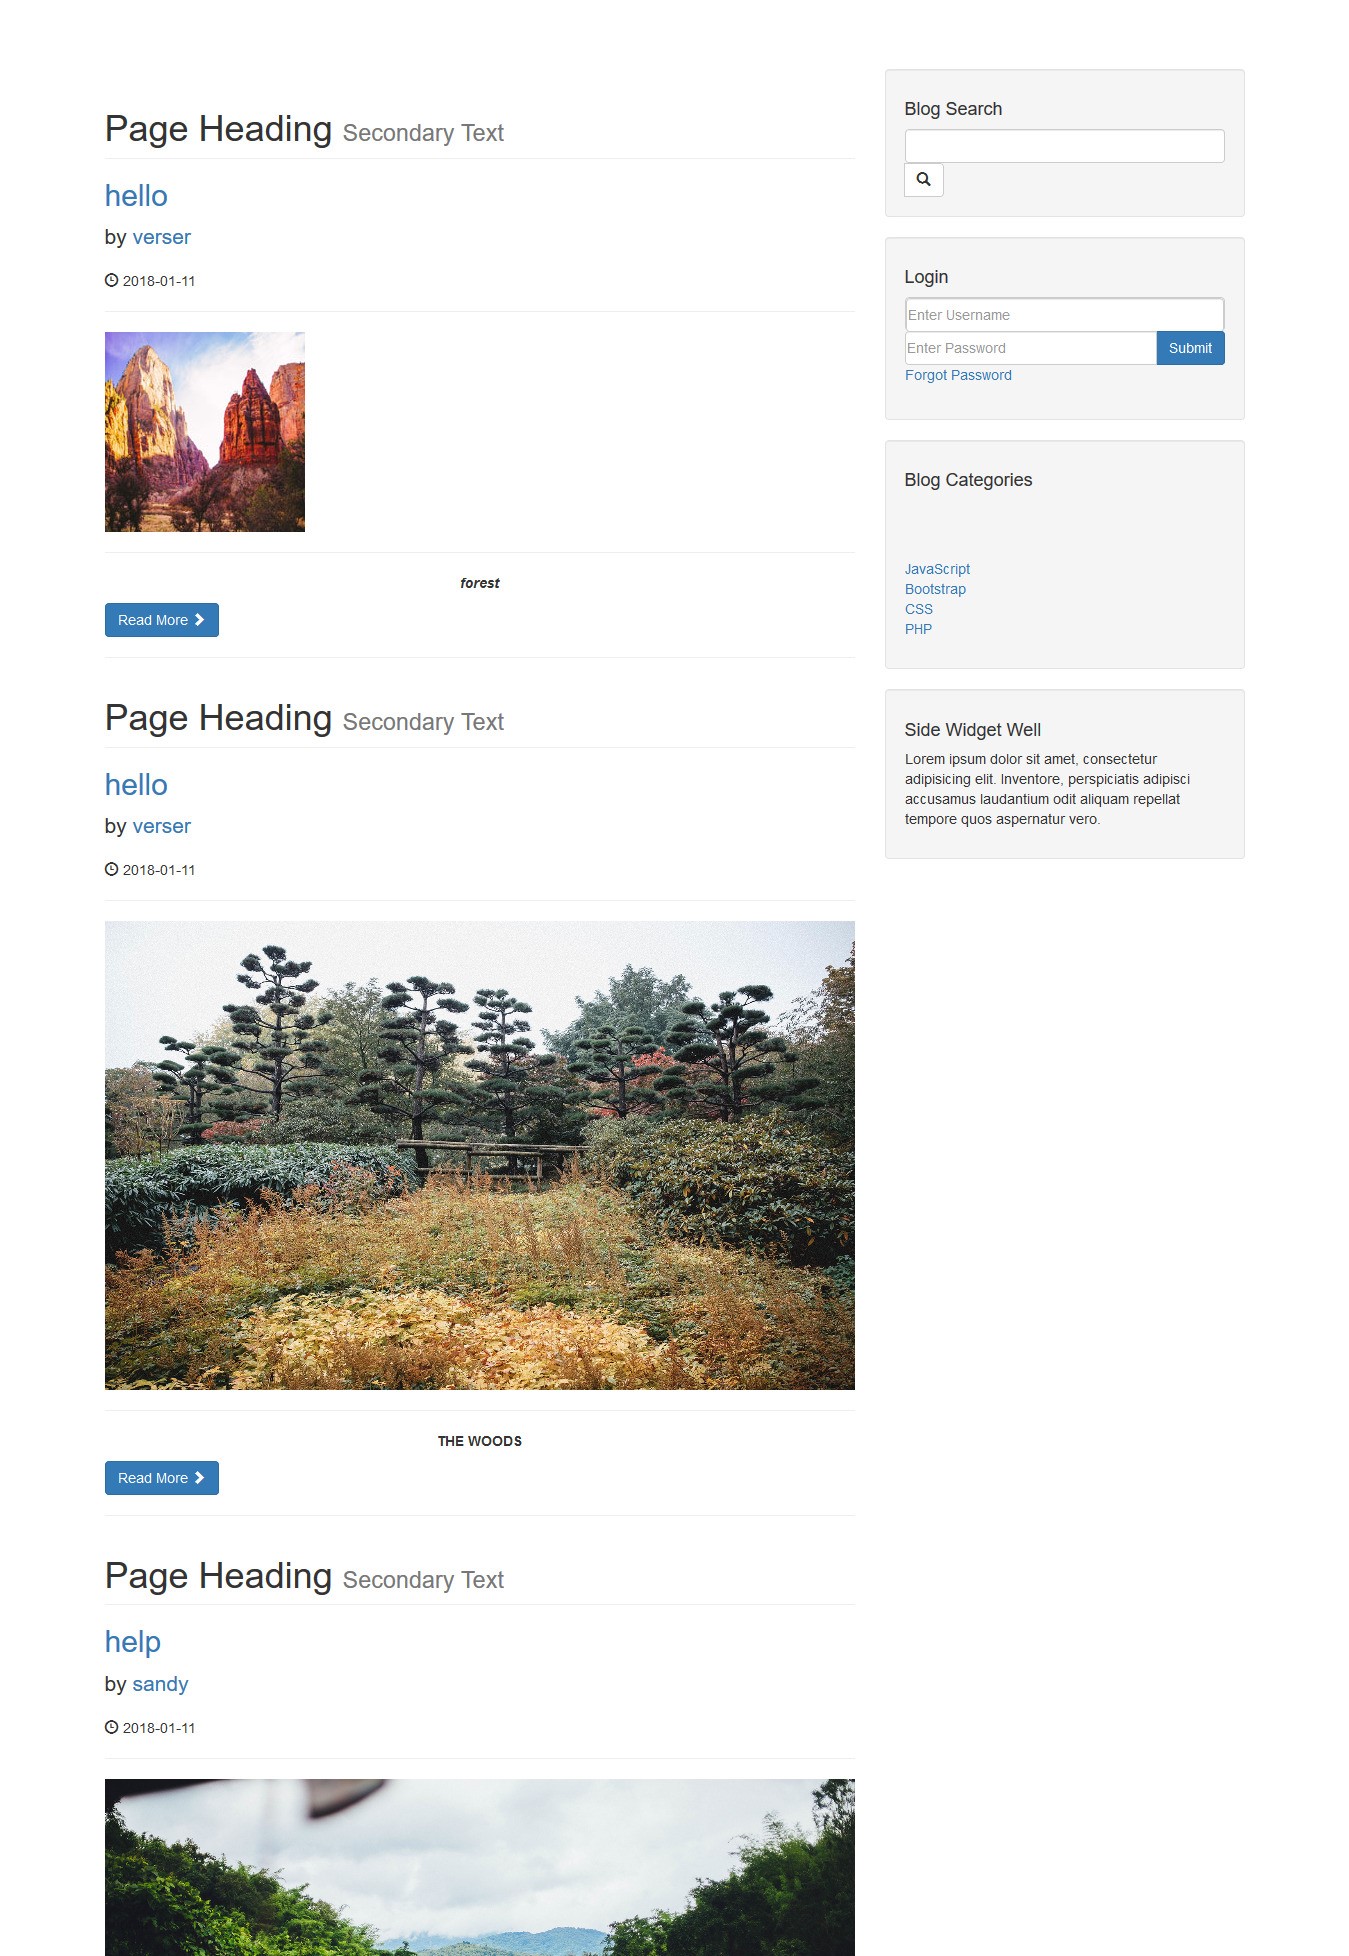 Page Heading Secondary Text
hello
by verser
2018-01-11
forest
Read More
Page Heading Secondary Text
hello
by verser
2018-01-11
THE WOODS
Read More
Page Heading Secondary Text
help
by sandy
2018-01-11
Blog Search
Login
Enter Username
Enter Password Submit
Forgot Password
Blog Categories
JavaScript
Bootstrap
CSS
PHP
Side Widget Well
Lorem ipsum dolor sit amet, consectetur
adipisicing elit. Inventore, perspiciatis adipisci
accusamus laudantium odit aliquam repellat
tempore quos aspernatur vero.